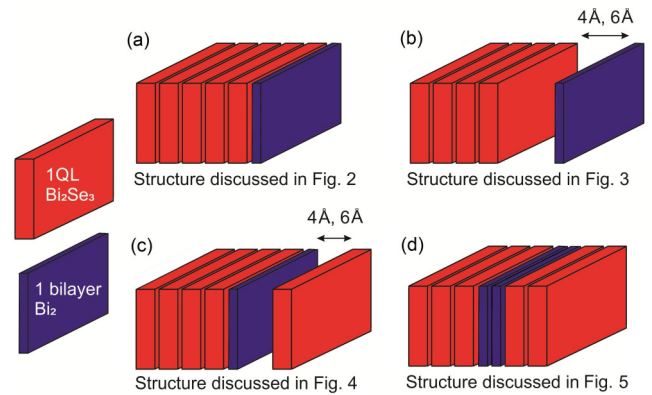 (a)
Structure discussed in Fig. 2
(b)
4Å, 6Å
Structure discussed in Fig. 3
1QL
Bi₂Se₃
1 bilayer
Bi₂
(c)
4Å, 6Å
Structure discussed in Fig. 4
(d)
Structure discussed in Fig. 5